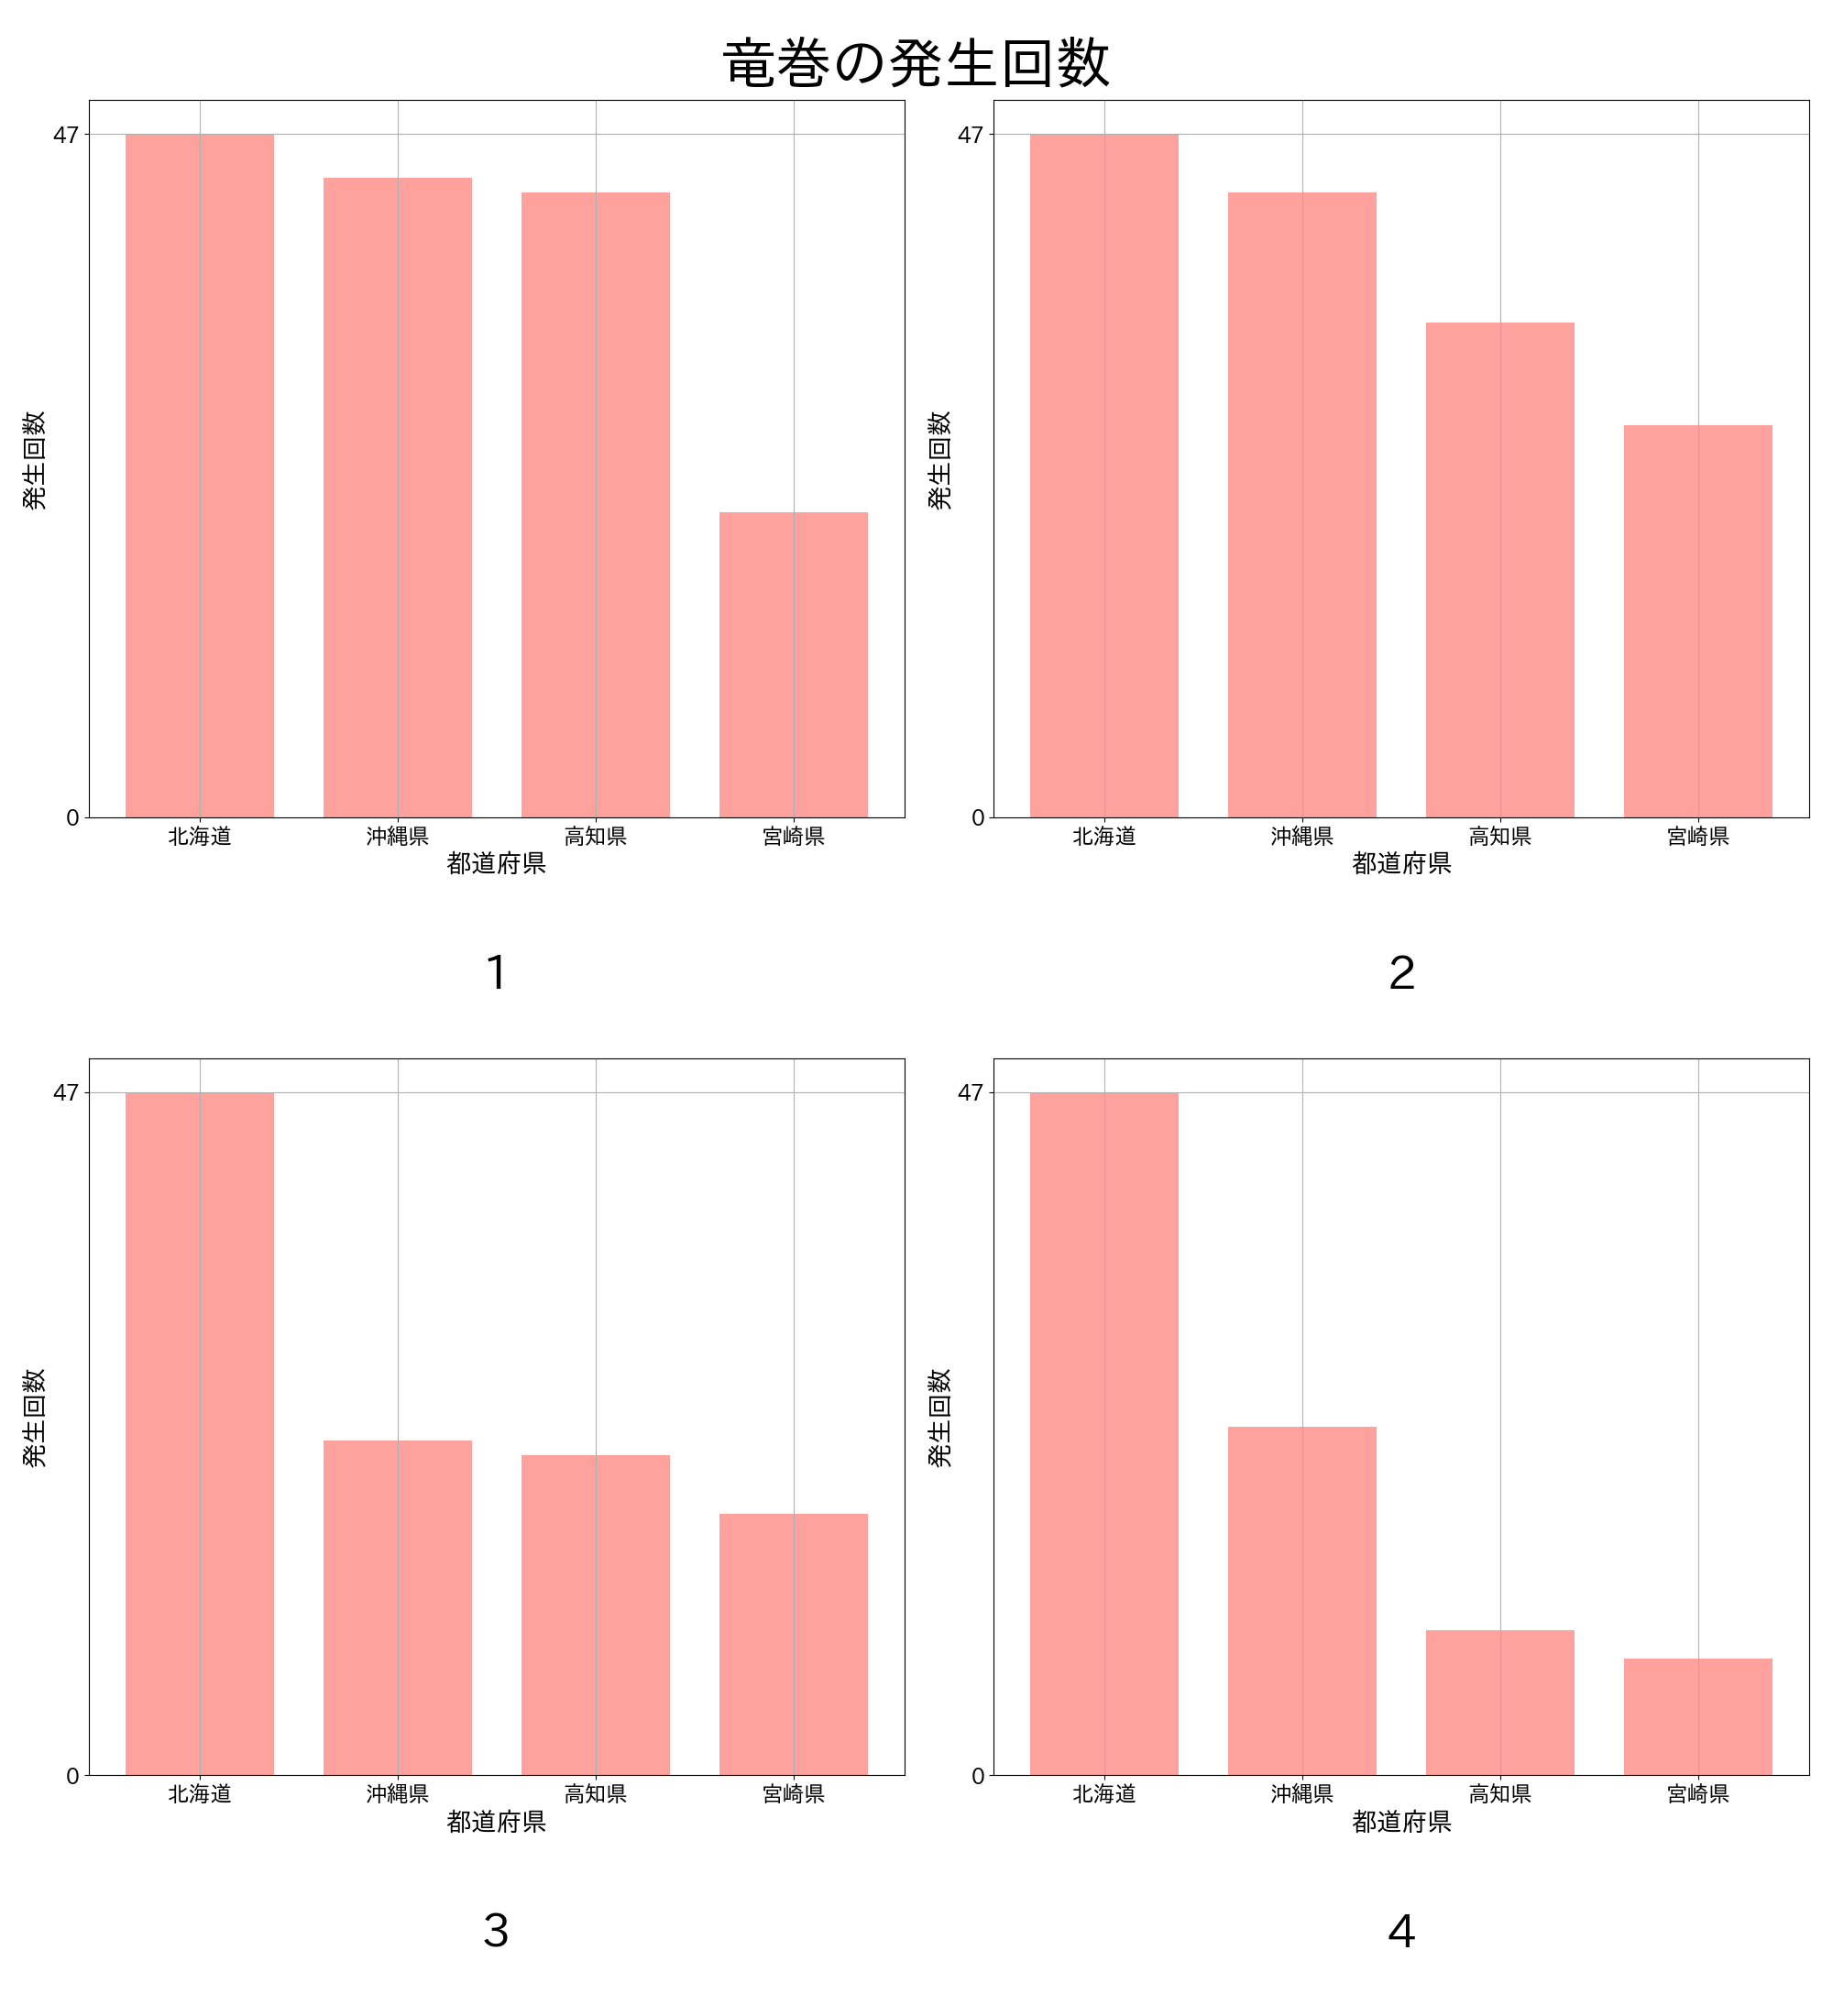 竜巻の発生回数
47
0
発生回数
北海道 沖縄県 高知県 宮崎県
都道府県
1
47
0
発生回数
北海道 沖縄県 高知県 宮崎県
都道府県
2
47
0
発生回数
北海道 沖縄県 高知県 宮崎県
都道府県
3
47
0
発生回数
北海道 沖縄県 高知県 宮崎県
都道府県
4